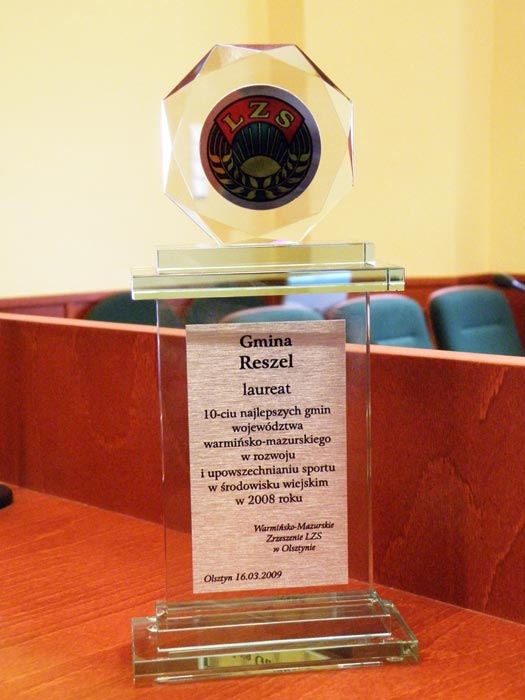 LZS
Gmina
Reszel
laureat
10-ciu najlepszych gmin
województwa
warmińsko-mazurskiego
w rozwoju
i upowszechnianiu sportu
w środowisku wiejskim
w 2008 roku
Warmińsko-Mazurskie
Zrzeszenie LZS
w Olsztynie
Olsztyn 16.03.2009